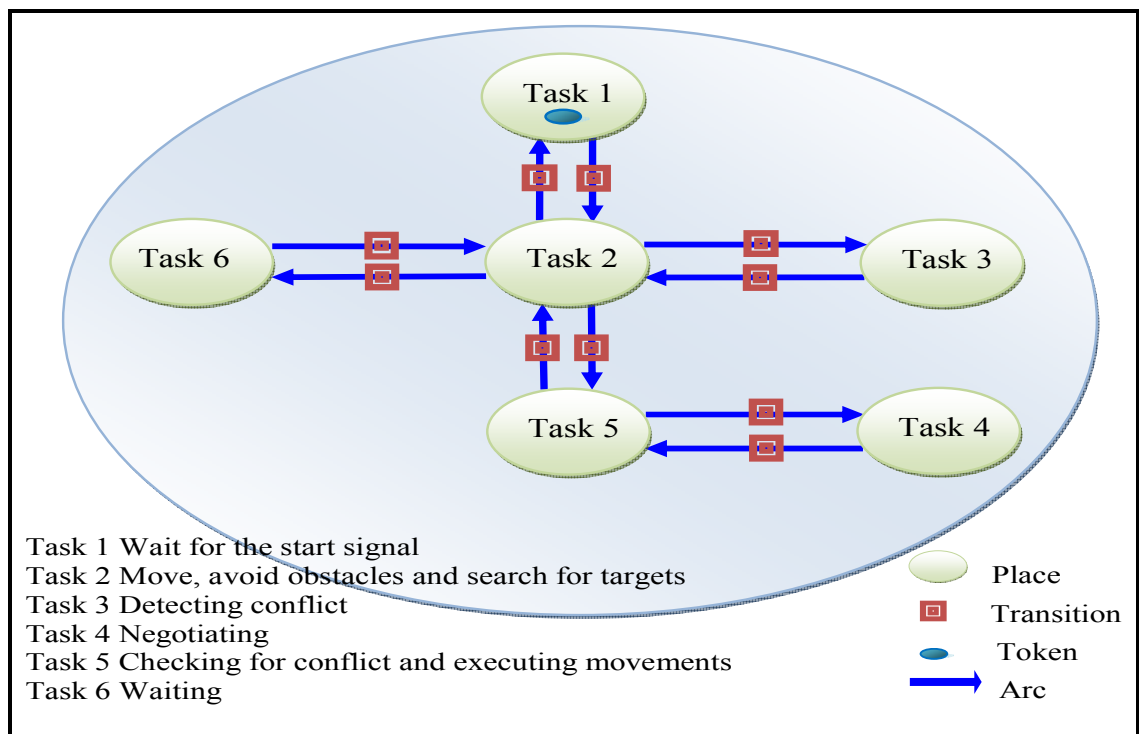 Task 1
Task 6
Task 2
Task 3
Task 5
Task 4
Task 1 Wait for the start signal
Task 2 Move, avoid obstacles and search for targets
Task 3 Detecting conflict
Task 4 Negotiating
Task 5 Checking for conflict and executing movements
Task 6 Waiting
Place
Transition
Token
Arc